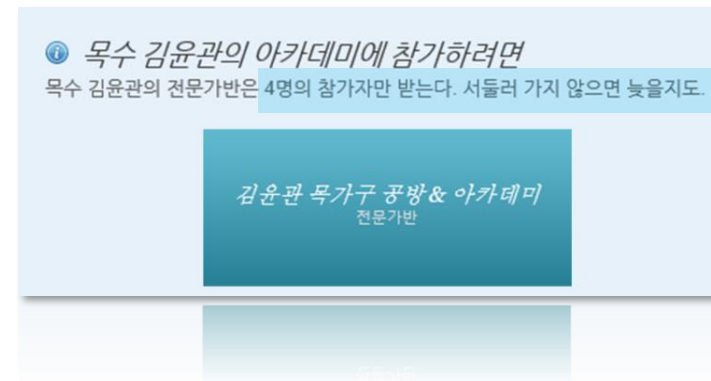 목수 김윤관의 아카데미에 참가하려면
목수 김윤관의 전문가반은 4명의 참가자만 받는다. 서둘러 가지 않으면 늦을지도.
김윤관 목가구 공방& 아카데미
전문가반